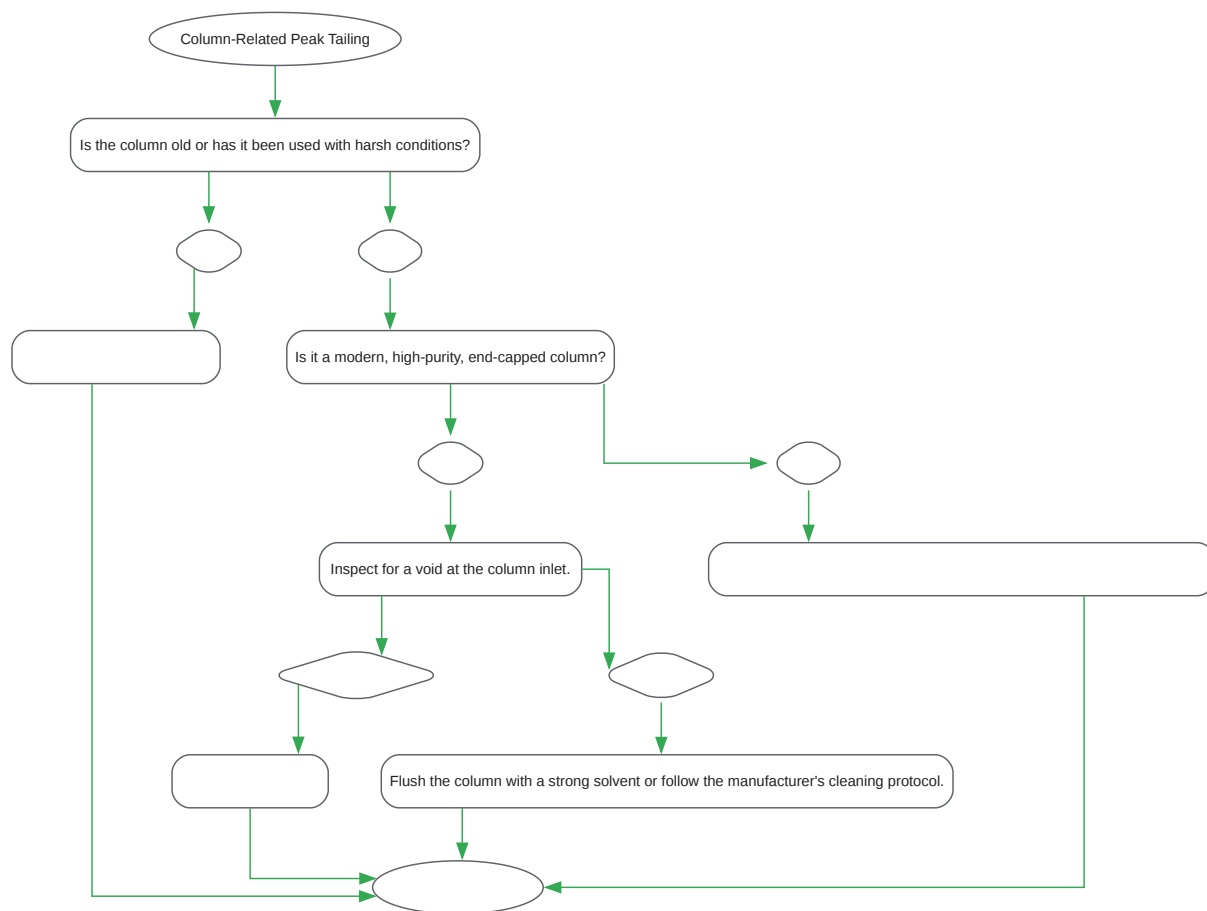 Column-Related Peak Tailing
Is the column old or has it been used with harsh conditions?
Is it a modern, high-purity, end-capped column?
Inspect for a void at the column inlet.
Flush the column with a strong solvent or follow the manufacturer's cleaning protocol.